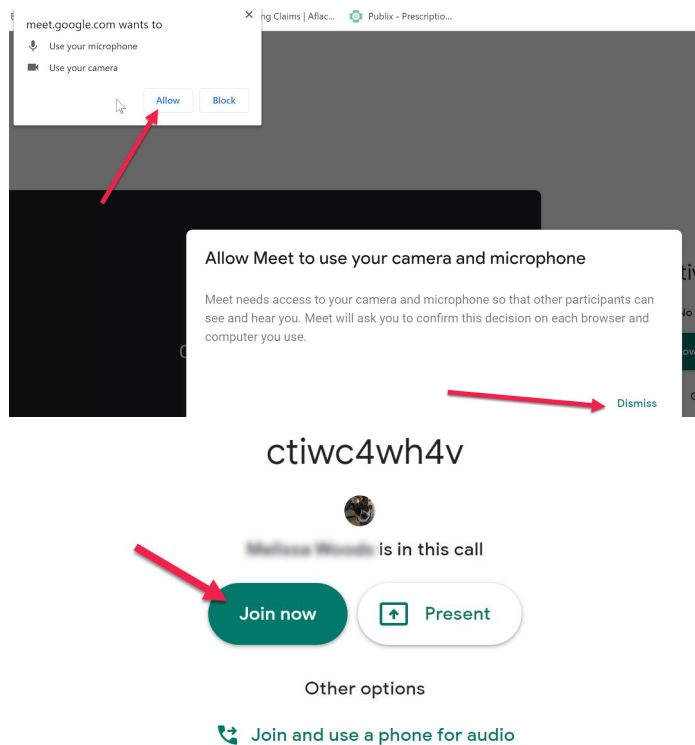 meet.google.com wants to
Use your microphone
Use your camera
Allow Block
ng Claims | Aflac... Publix - Prescriptio...
Allow Meet to use your camera and microphone
Meet needs access to your camera and microphone so that other participants can
see and hear you. Meet will ask you to confirm this decision on each browser and
computer you use.
Dismiss
ctiwc4wh4v
is in this call
Join now
Present
Other options
Join and use a phone for audio